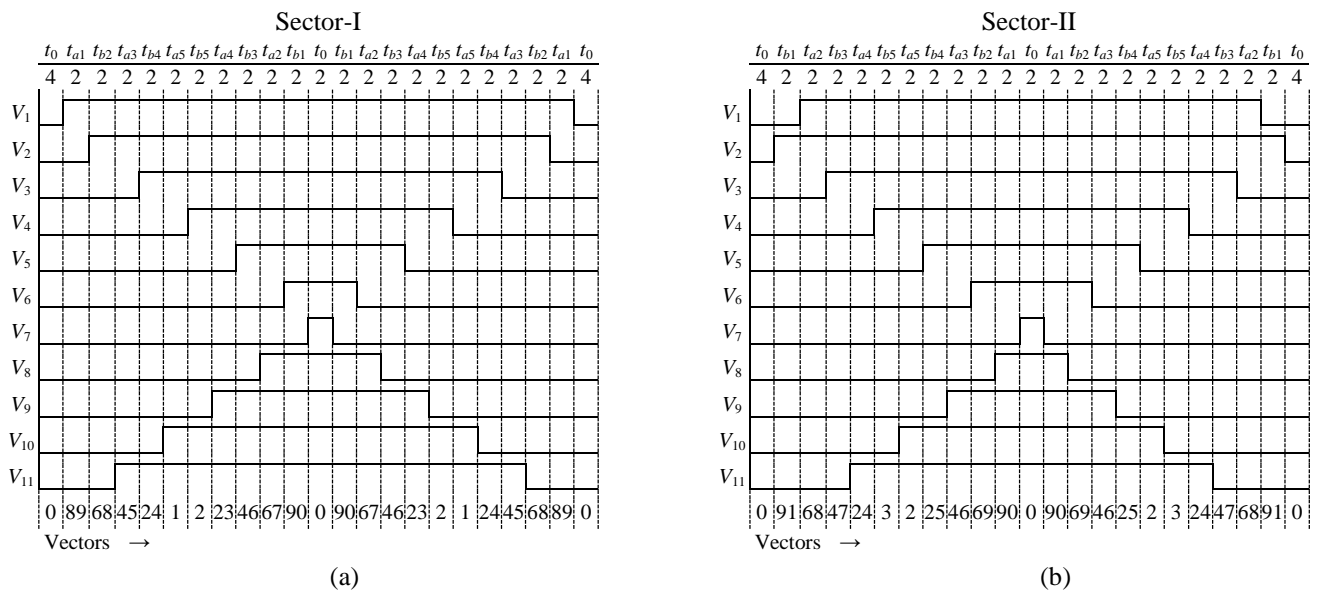 Sector-I
t0 ta1 tb2 ta3 tb4 ta5 tb5 ta4 tb3 ta2 tb1 t0 tb1 ta2 tb3 ta4 tb5 ta5 tb4 ta3 tb2 ta1 t0
4 2 2 2 2 2 2 2 2 2 2 2 2 2 2 2 2 2 2 2 2 2 4
V1
V2
V3
V4
V5
V6
V7
V8
V9
V10
V11
0 89 68 45 24 1 2 23 46 67 90 0 90 67 46 23 2 1 24 45 68 89 0
Vectors →
(a)
Sector-II
t0 tb1 ta2 tb3 ta4 tb5 ta5 tb4 ta3 tb2 ta1 t0 ta1 tb2 ta3 tb4 ta5 tb5 ta4 tb3 ta2 tb1 t0
4 2 2 2 2 2 2 2 2 2 2 2 2 2 2 2 2 2 2 2 2 2 4
V1
V2
V3
V4
V5
V6
V7
V8
V9
V10
V11
0 91 68 47 24 3 2 25 46 69 90 0 90 69 46 25 2 3 24 47 68 91 0
Vectors →
(b)